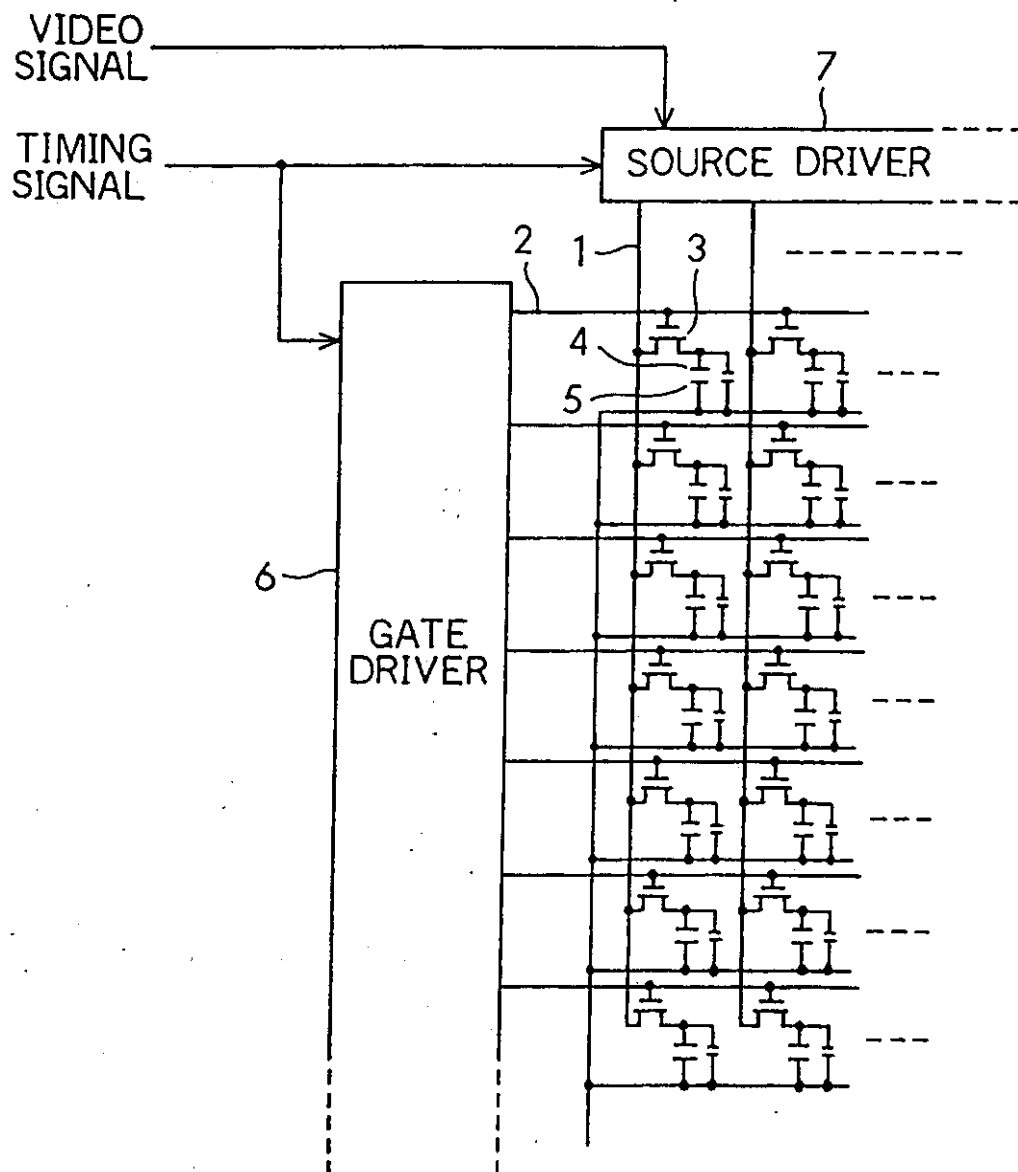 VIDEO
SIGNAL
7
TIMING
SIGNAL
SOURCE DRIVER
1
2
3
4
5
6
GATE
DRIVER